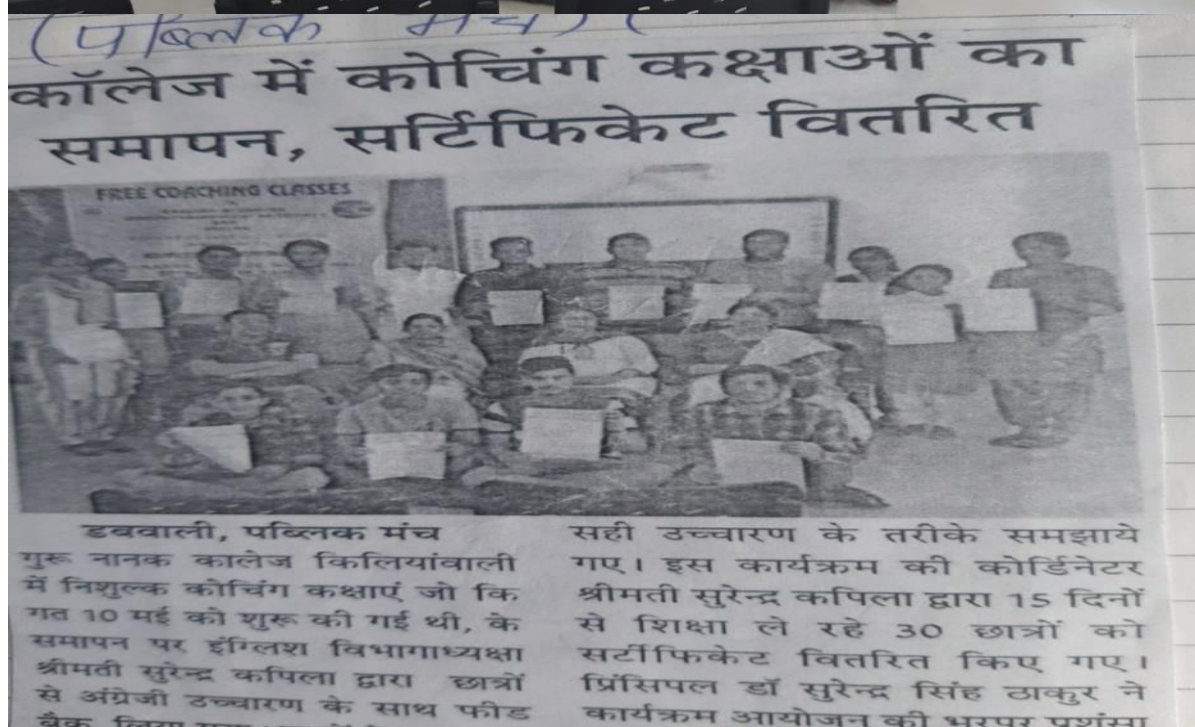 (पब्लिक मंच)
कॉलेज में कोचिंग कक्षाओं का
समापन, सर्टिफिकेट वितरित
FREE COACHING CLASSES
डबवाली, पब्लिक मंच
गुरू नानक कालेज किलियांवाली
में निशुल्क कोचिंग कक्षाएं जो कि
गत 10 मई को शुरू की गई थी, के
समापन पर इंग्लिश विभागाध्यक्षा
श्रीमती सुरेन्द्र कपिला द्वारा छात्रों
से अंग्रेजी उच्चारण के साथ फीड
बैक लिया
सही उच्चारण के तरीके समझाये
गए। इस कार्यक्रम की कोर्डिनेटर
श्रीमती सुरेन्द्र कपिला द्वारा 15 दिनों
से शिक्षा ले रहे 30 छात्रों को
सर्टीफिकेट वितरित किए गए।
प्रिंसिपल डॉ सुरेन्द्र सिंह ठाकुर ने
कार्यक्रम आयोजन की भरपूर प्रशंसा